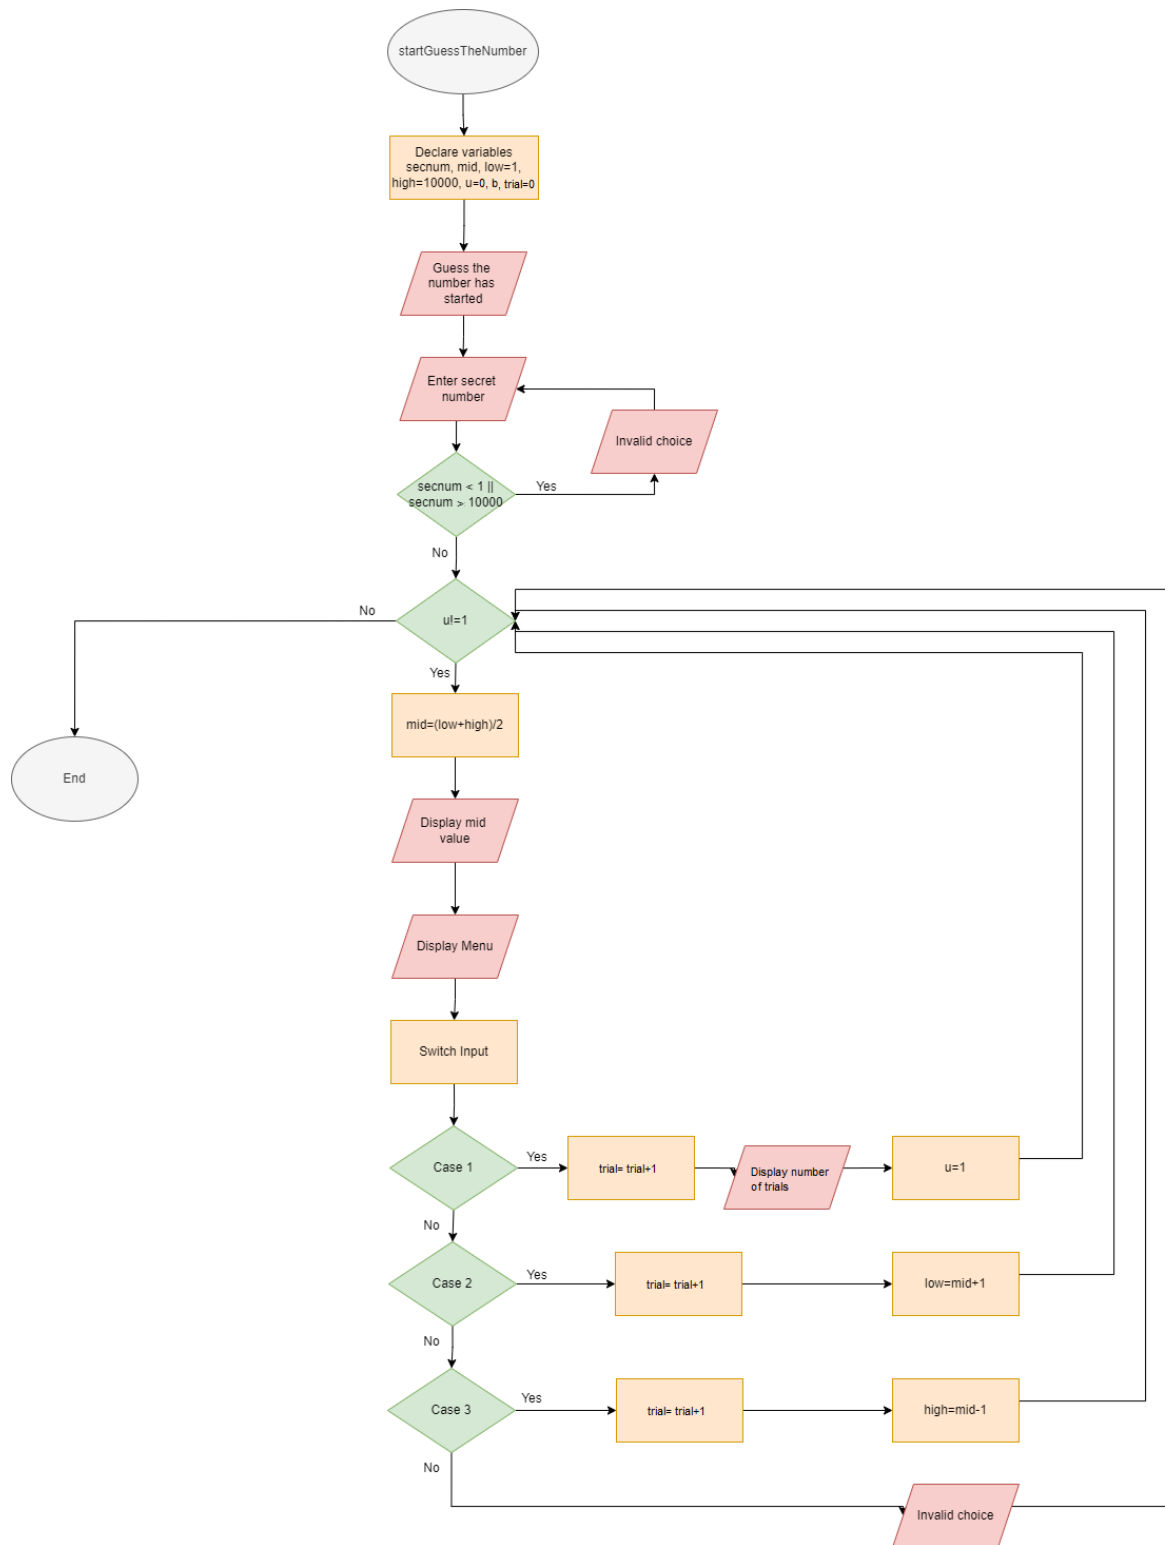 startGuessTheNumber
Declare variables
secnum, mid, low=1,
high=10000, u=0, b, trial=0
Guess the
number has
started
Enter secret
number
Invalid choice
secnum < 1 ||
secnum > 10000
Yes
No
u!=1
No
Yes
mid=(low+high)/2
End
Display mid
value
Display Menu
Switch Input
Case 1
Yes
trial= trial+1
Display number
of trials
u=1
No
Case 2
Yes
trial= trial+1
low=mid+1
No
Case 3
Yes
trial= trial+1
high=mid-1
No
Invalid choice